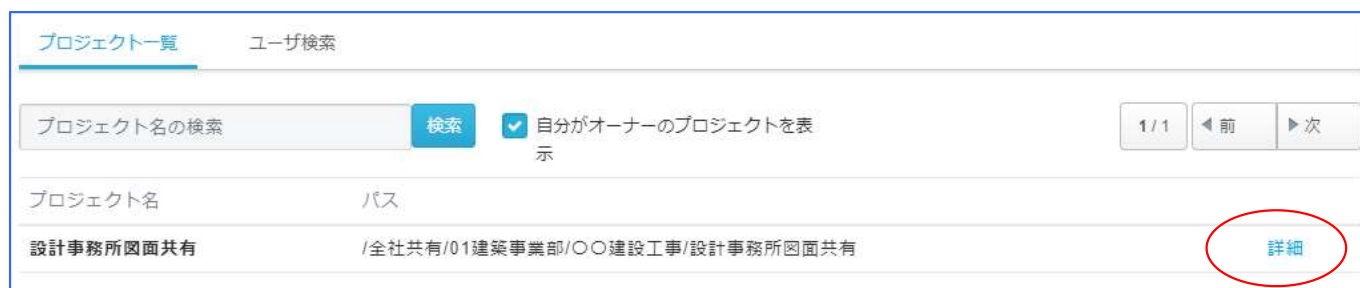 プロジェクト一覧 ユーザ検索
プロジェクト名の検索 検索 自分がオーナーのプロジェクトを表示 1 / 1 前 次
プロジェクト名 パス
設計事務所図面共有 /全社共有/01建築事業部/〇〇建設工事/設計事務所図面共有 詳細